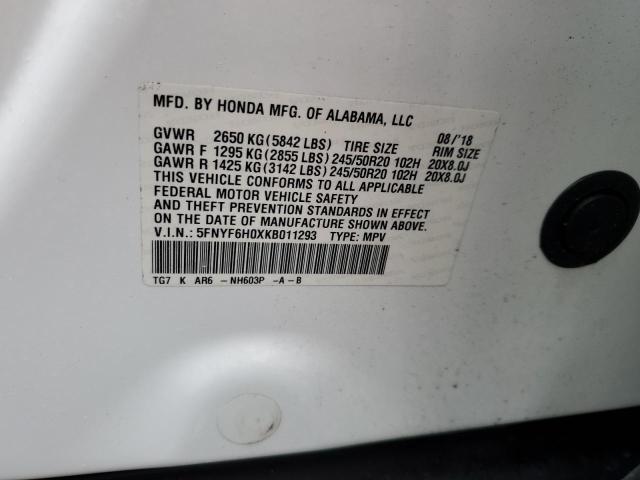 MFD. BY HONDA MFG. OF ALABAMA, LLC 08/'18
GVWR 2650 KG (5842 LBS) TIRE SIZE RIM SIZE
GAWR F 1295 KG (2855 LBS) 245/50R20 102H 20X8.0J
GAWR R 1425 KG (3142 LBS) 245/50R20 102H 20X8.0J
THIS VEHICLE CONFORMS TO ALL APPLICABLE
FEDERAL MOTOR VEHICLE SAFETY
AND THEFT PREVENTION STANDARDS IN EFFECT
ON THE DATE OF MANUFACTURE SHOWN ABOVE.
V.I.N.: 5FNYF6H0XKB011293 TYPE: MPV
TG7 K AR6 -NH603P -A-B